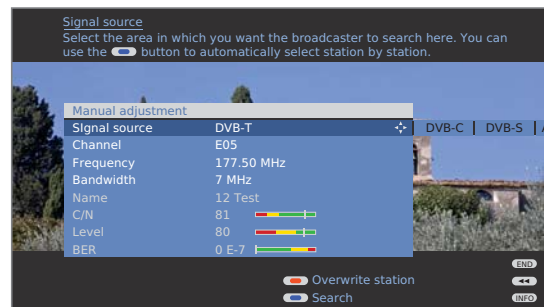 Signal source
Select the area in which you want the broadcaster to search here. You can
use the button to automatically select station by station.
Manual adjustment
SIgnal source DVB-T DVB-C DVB-S
Channel E05
Frequency 177.50 MHz
Bandwidth 7 MHz
Name 12 Test
C/N 81
Level 80
BER 0 E-7
END
Overwrite station
Search INFO